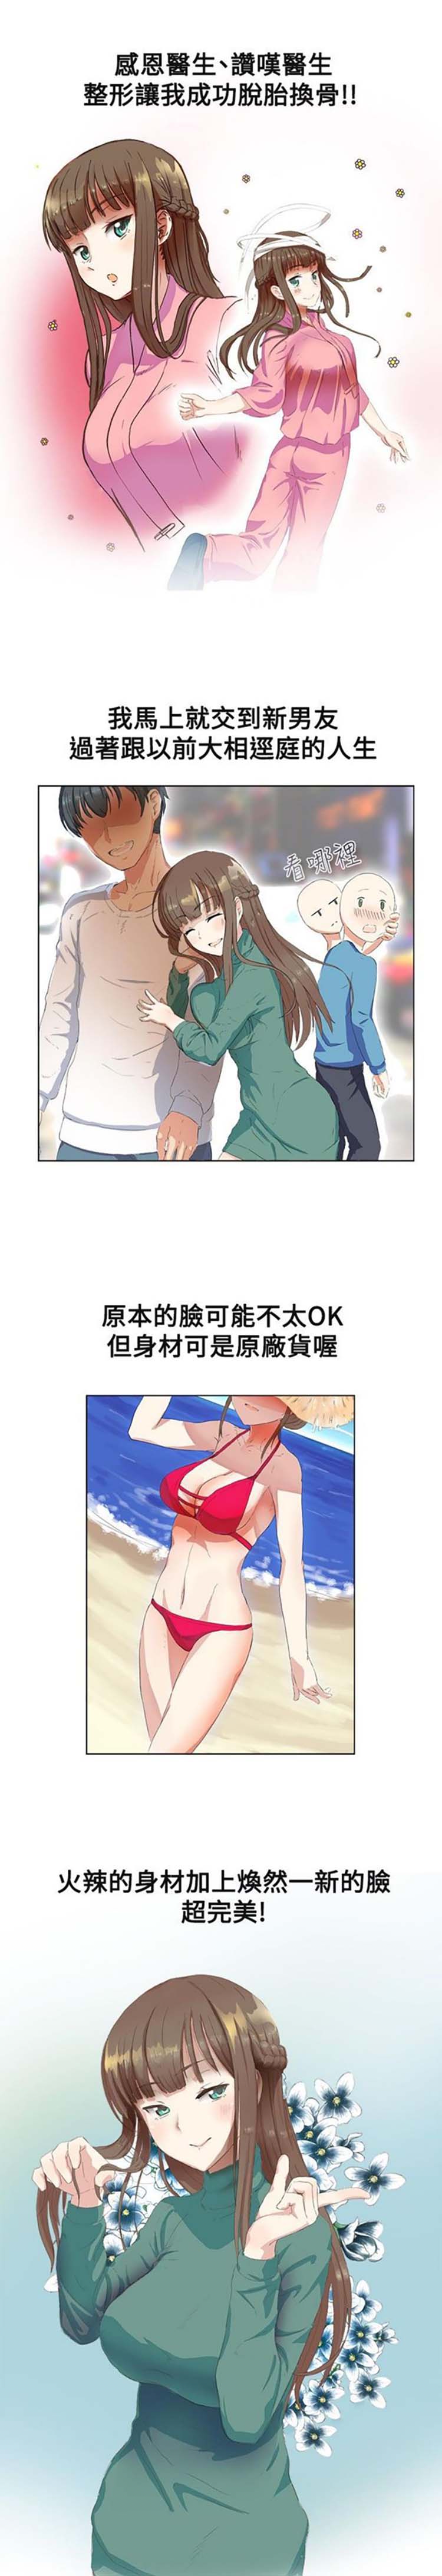 感恩醫生、讚嘆醫生
整形讓我成功脫胎換骨!!
我馬上就交到新男友
過著跟以前大相逕庭的人生
看哪裡
原本的臉可能不太OK
但身材可是原廠貨喔
火辣的身材加上煥然一新的臉
超完美!